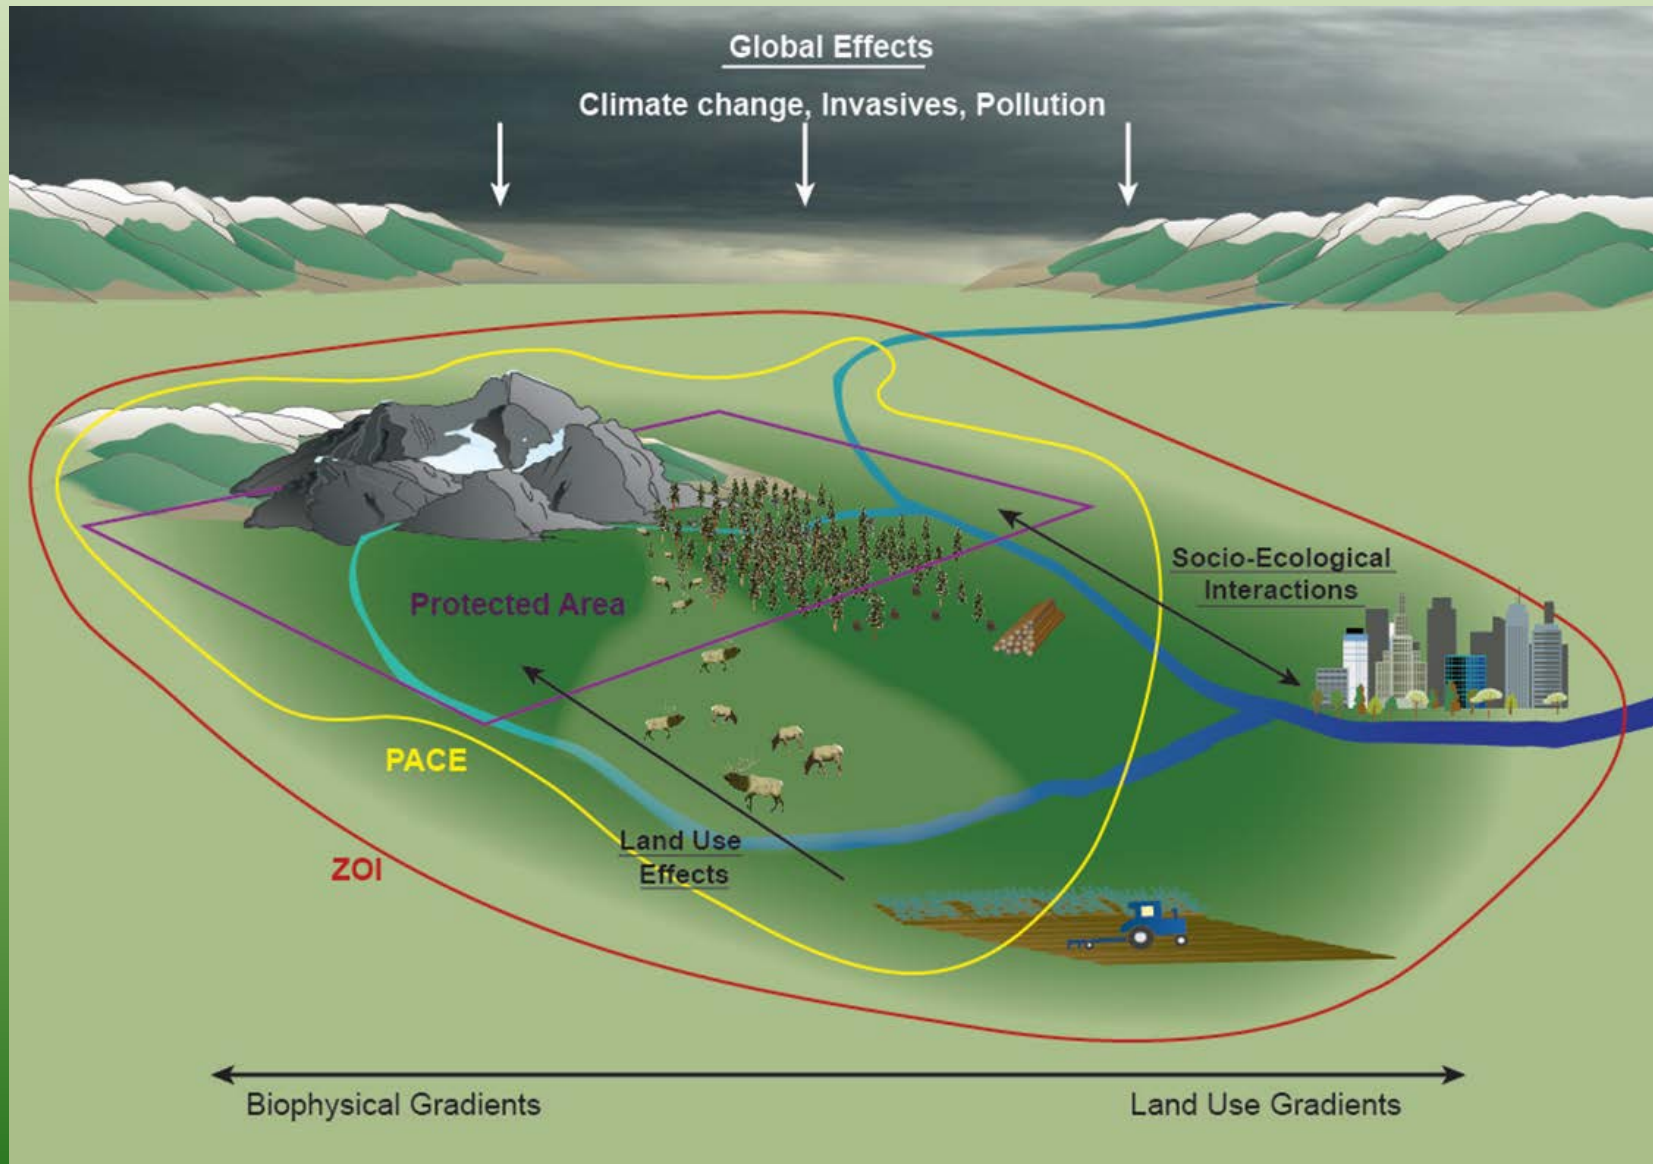 Global Effects
Climate change, Invasives, Pollution
Socio-Ecological
Interactions
Protected Area
PACE
Land Use
Effects
ZOI
Biophysical Gradients
Land Use Gradients